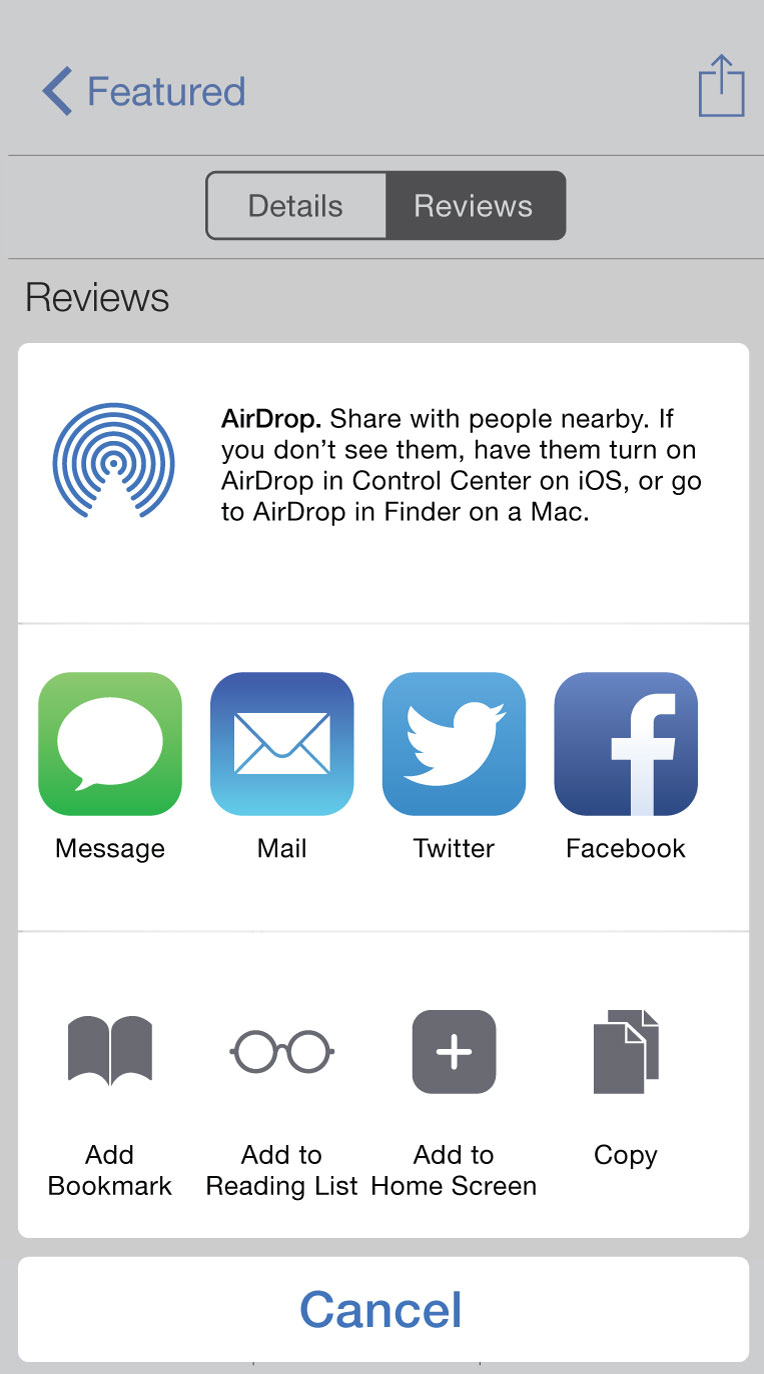 Featured
Details Reviews
Reviews
AirDrop. Share with people nearby. If
you don’t see them, have them turn on
AirDrop in Control Center on iOS, or go
to AirDrop in Finder on a Mac.
Message Mail Twitter Facebook
Add Add to Add to Copy
Bookmark Reading List Home Screen
Cancel